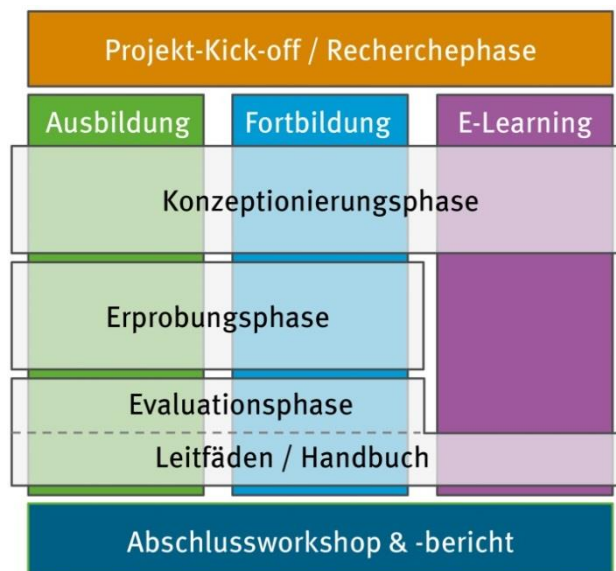 Projekt-Kick-off / Recherchephase
Ausbildung Fortbildung E-Learning
Konzeptionierungsphase
Erprobungsphase
Evaluationsphase
Leitfäden / Handbuch
Abschlussworkshop & -bericht